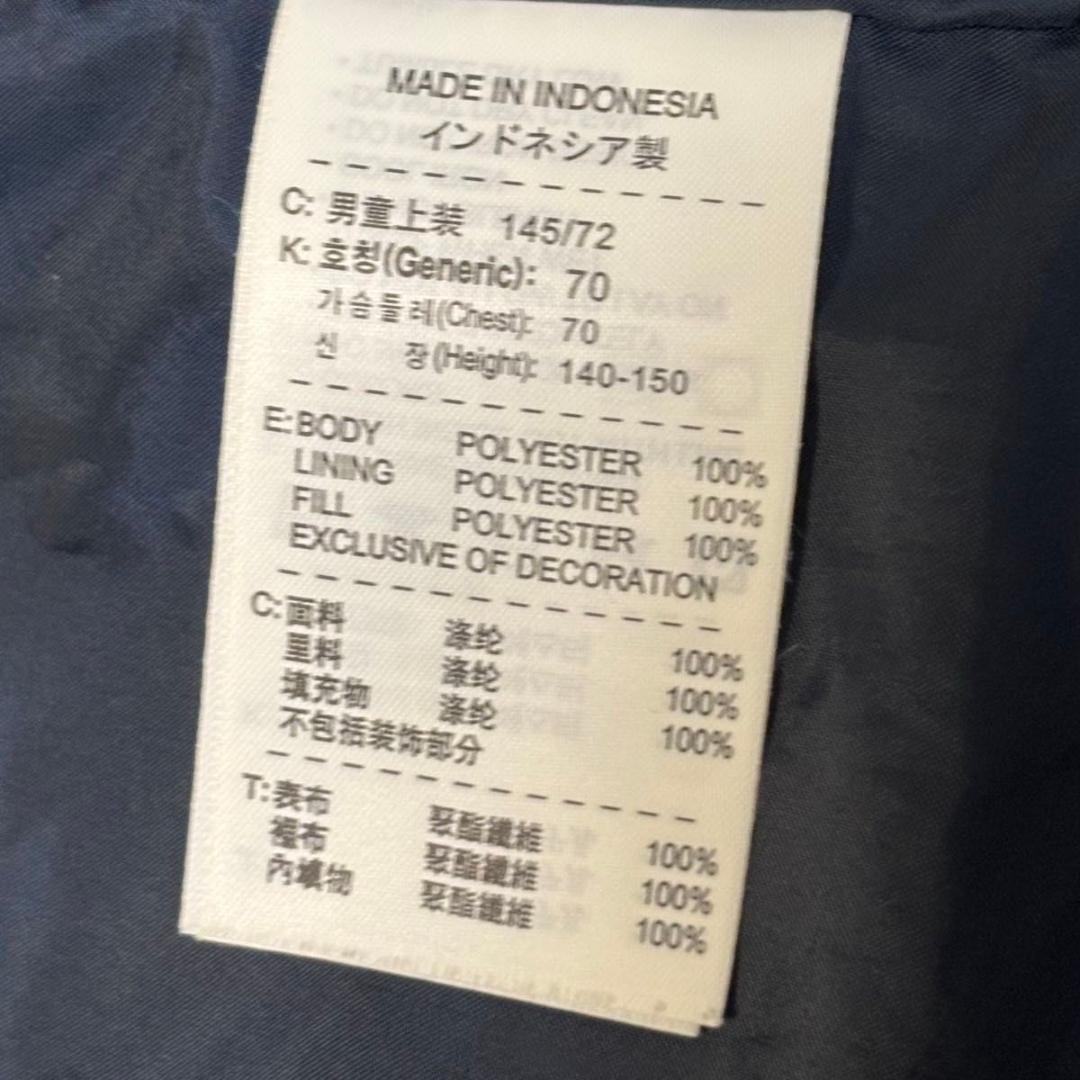 MADE IN INDONESIA
インドネシア製
C: 男童上装 145/72
K: 호칭(Generic): 70
가슴둘레(Chest): 70
신 장(Height): 140-150
E: BODY POLYESTER 100%
LINING POLYESTER 100%
FILL POLYESTER 100%
EXCLUSIVE OF DECORATION
C: 面料 涤纶 100%
里料 涤纶 100%
填充物 涤纶 100%
不包括装饰部分
T: 表布 聚酯纖維 100%
裡布 聚酯纖維 100%
內填物 聚酯纖維 100%